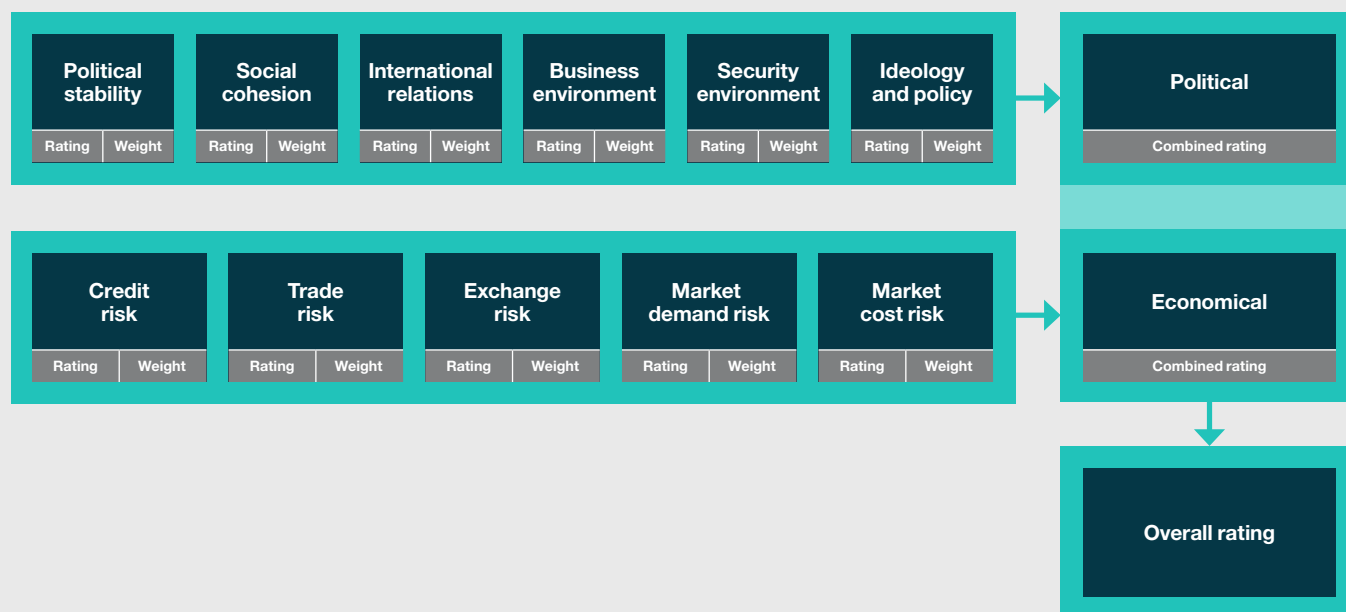 Political
stability
Rating Weight
Social
cohesion
Rating Weight
International
relations
Rating Weight
Business
environment
Rating Weight
Security
environment
Rating Weight
Ideology
and policy
Rating Weight
Political
Combined rating
Credit
risk
Rating Weight
Trade
risk
Rating Weight
Exchange
risk
Rating Weight
Market
demand risk
Rating Weight
Market
cost risk
Rating Weight
Economical
Combined rating
Overall rating